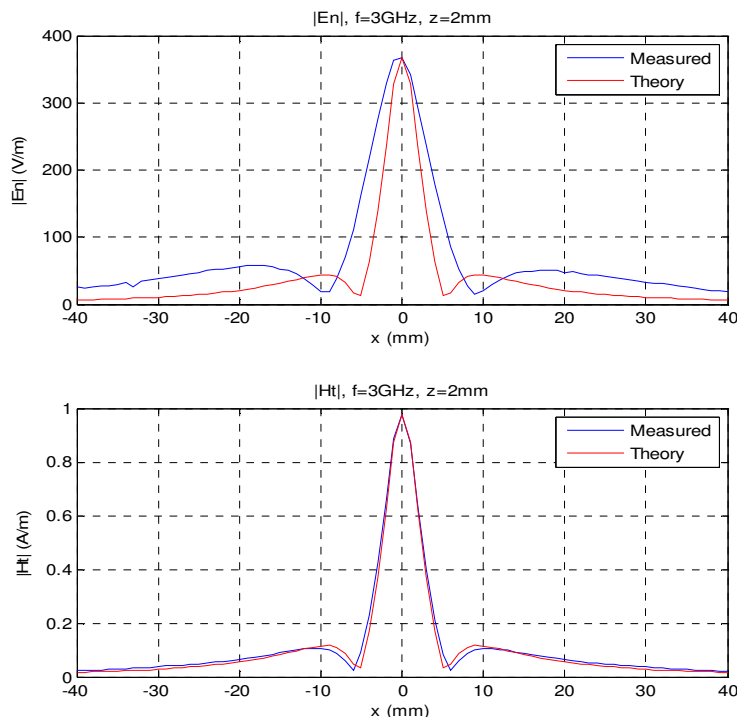 |En|, f=3GHz, z=2mm
400
300
200
100
0
|En| (V/m)
Measured
Theory
-40 -30 -20 -10 0 10 20 30 40
x (mm)
|Ht|, f=3GHz, z=2mm
1
0.8
0.6
0.4
0.2
0
|Ht| (A/m)
Measured
Theory
-40 -30 -20 -10 0 10 20 30 40
x (mm)